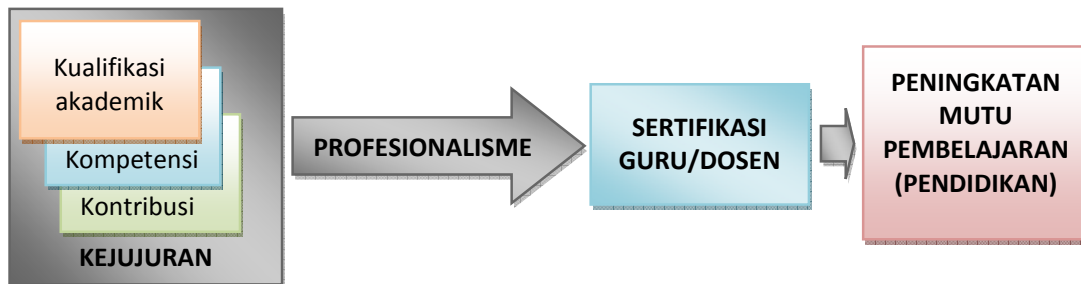 Kualifikasi
akademik
Kompetensi
Kontribusi
KEJUJURAN
PROFESIONALISME
SERTIFIKASI
GURU/DOSEN
PENINGKATAN
MUTU
PEMBELAJARAN
(PENDIDIKAN)